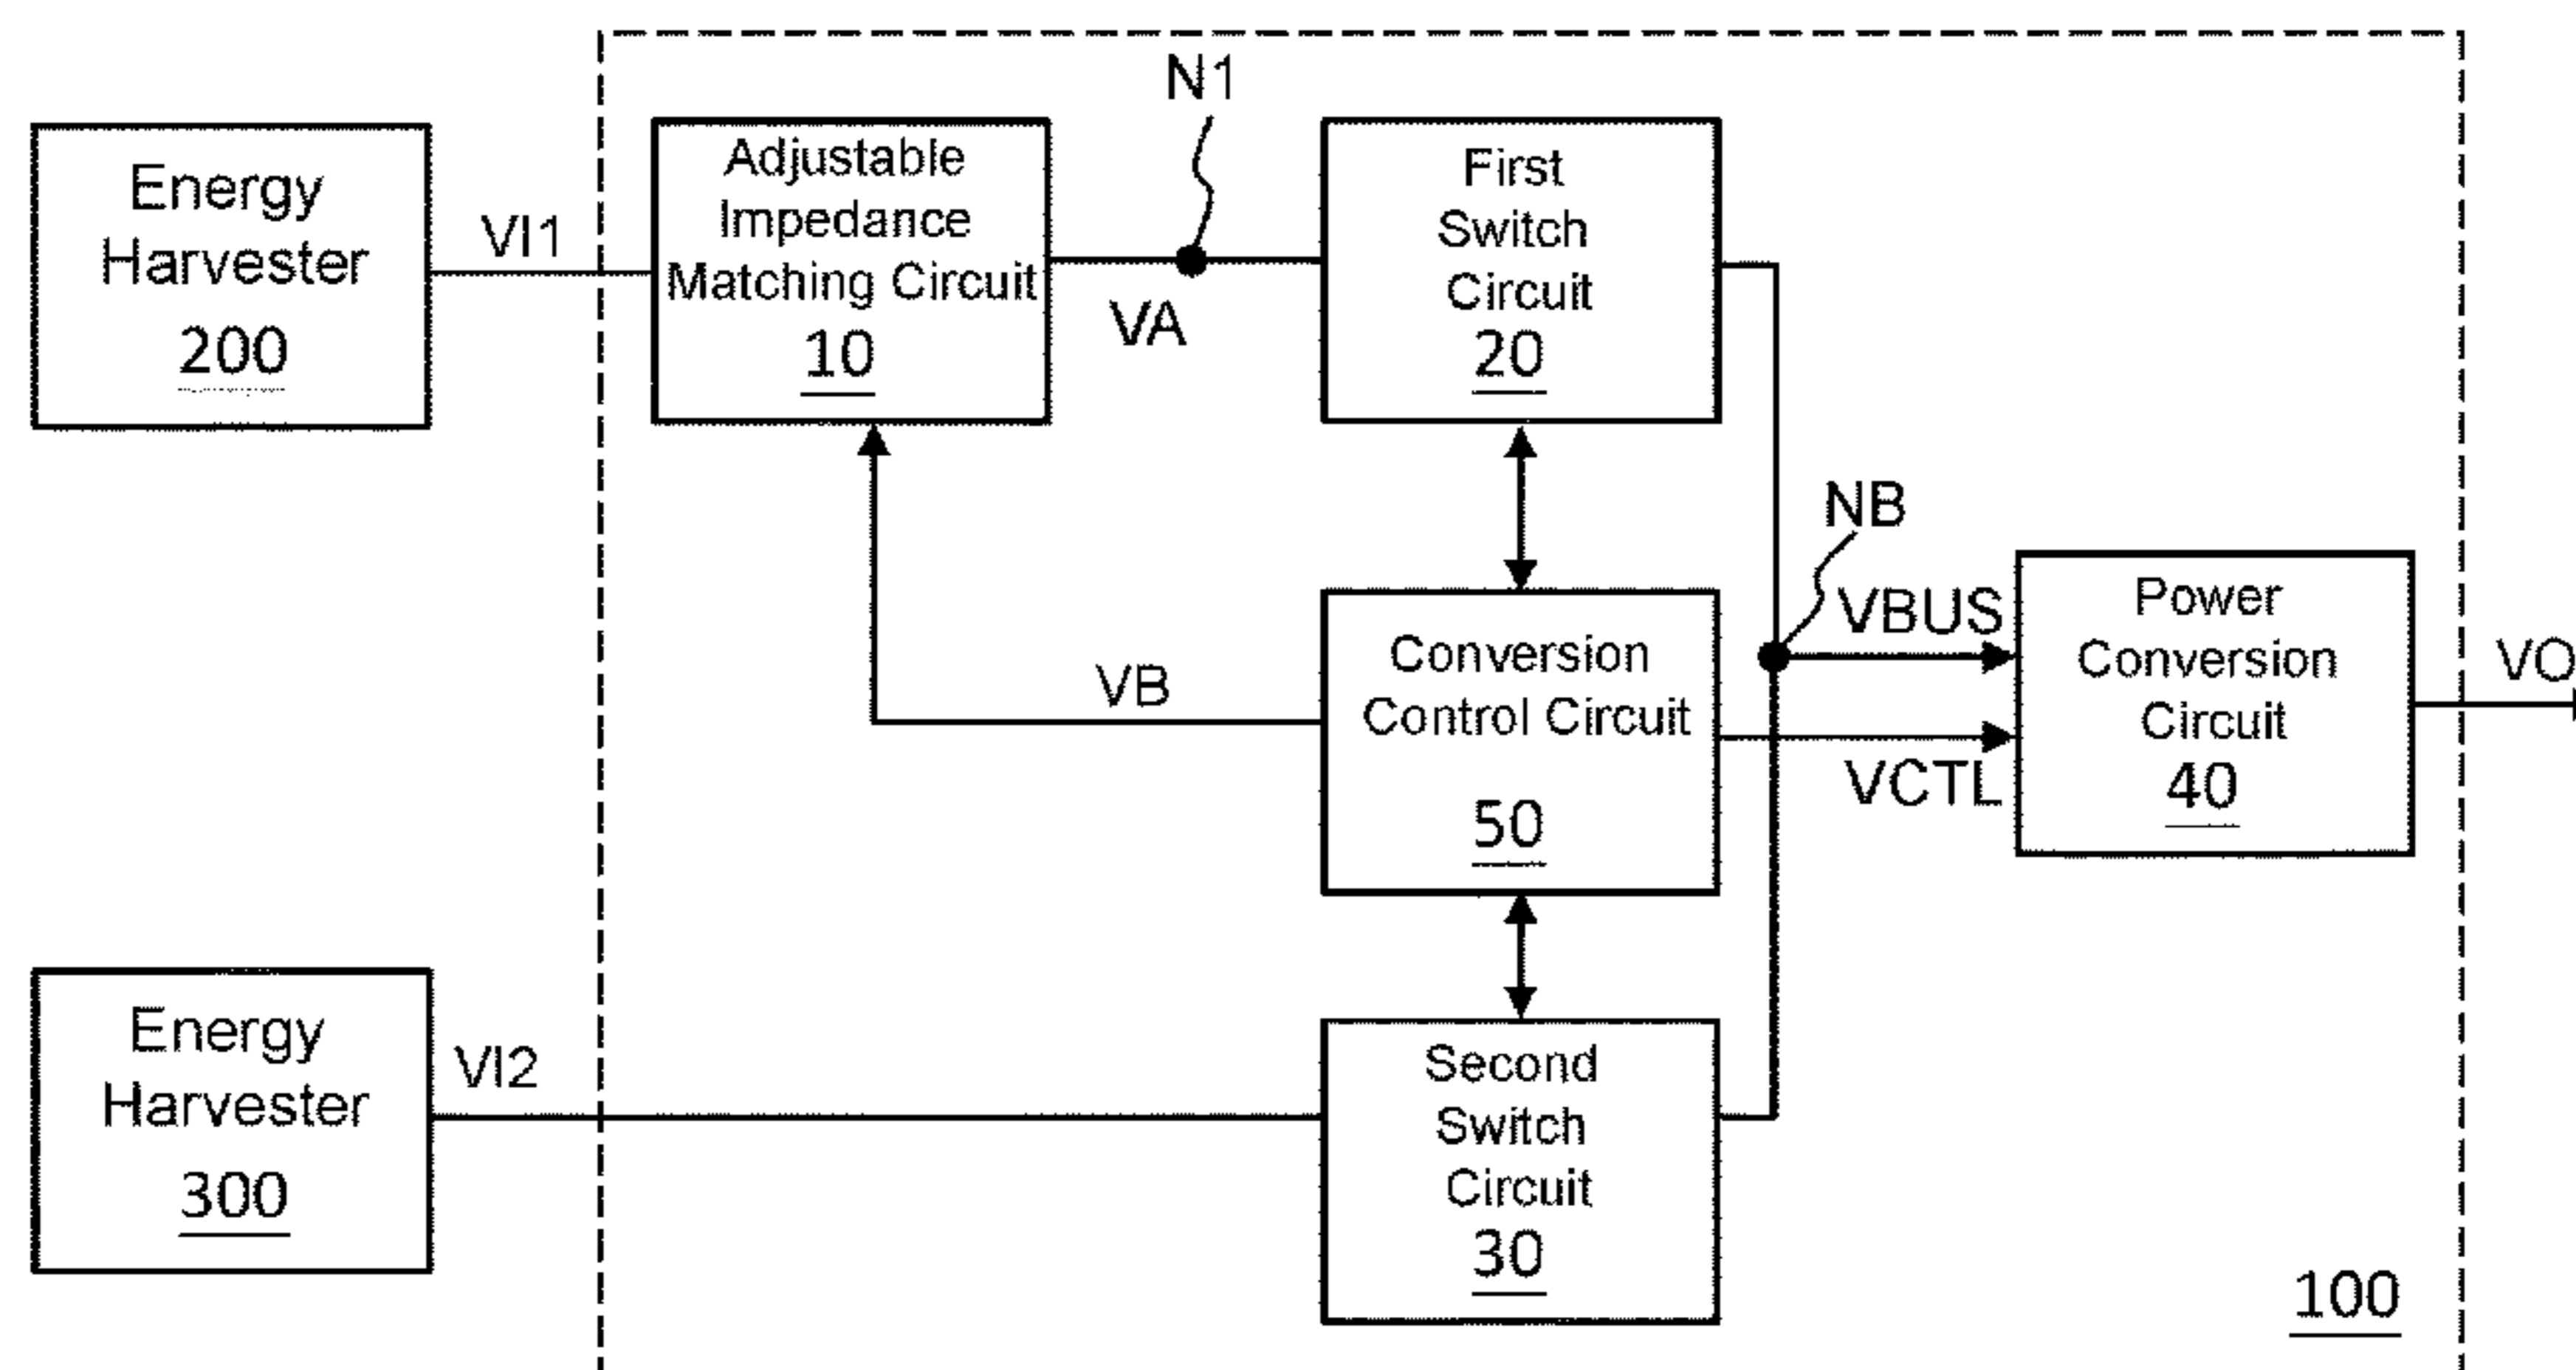 N1
Energy
Harvester
200
VI1
Adjustable
Impedance
Matching Circuit
10
VA
First
Switch
Circuit
20
NB
VB
Conversion
Control Circuit
50
VBUS
VCTL
Power
Conversion
Circuit
40
VO
Energy
Harvester
300
VI2
Second
Switch
Circuit
30
100